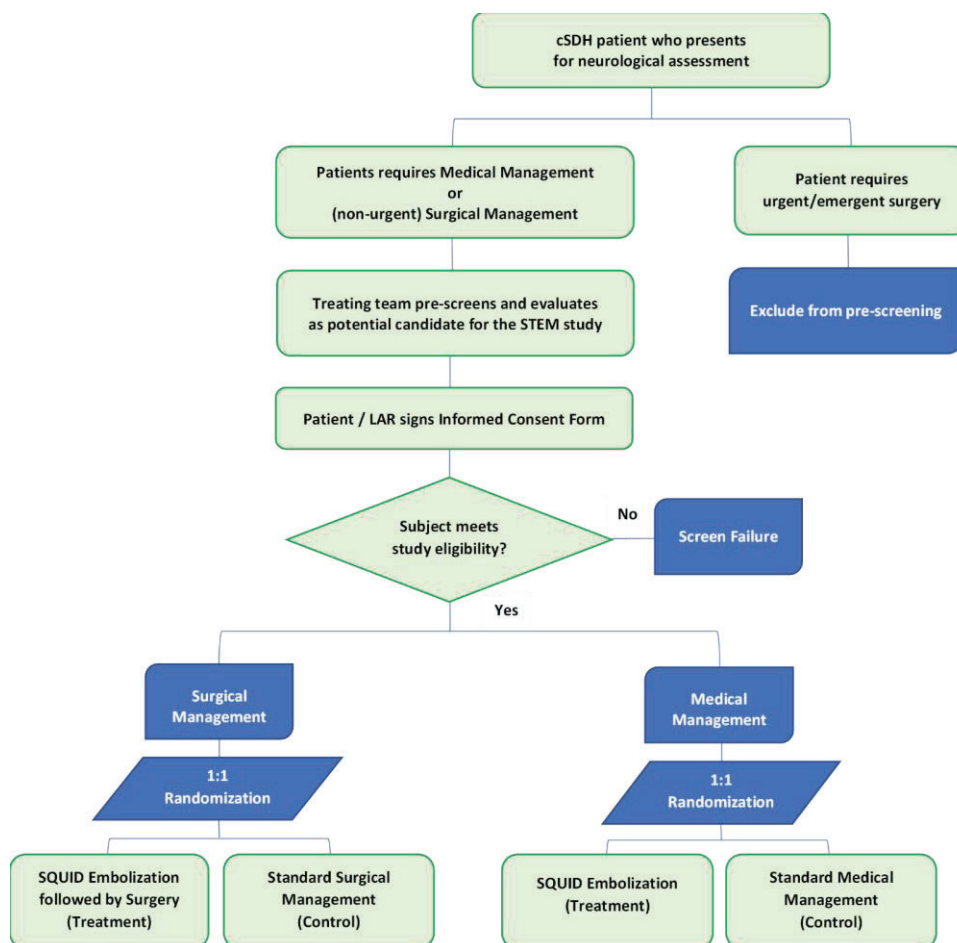 cSDH patient who presents
for neurological assessment
Patients requires Medical Management
or
(non-urgent) Surgical Management
Patient requires
urgent/emergent surgery
Treating team pre-screens and evaluates
as potential candidate for the STEM study
Exclude from pre-screening
Patient / LAR signs Informed Consent Form
Subject meets
study eligibility?
No
Screen Failure
Yes
Surgical
Management
Medical
Management
1:1
Randomization
1:1
Randomization
SQUID Embolization
followed by Surgery
(Treatment)
Standard Surgical
Management
(Control)
SQUID Embolization
(Treatment)
Standard Medical
Management
(Control)